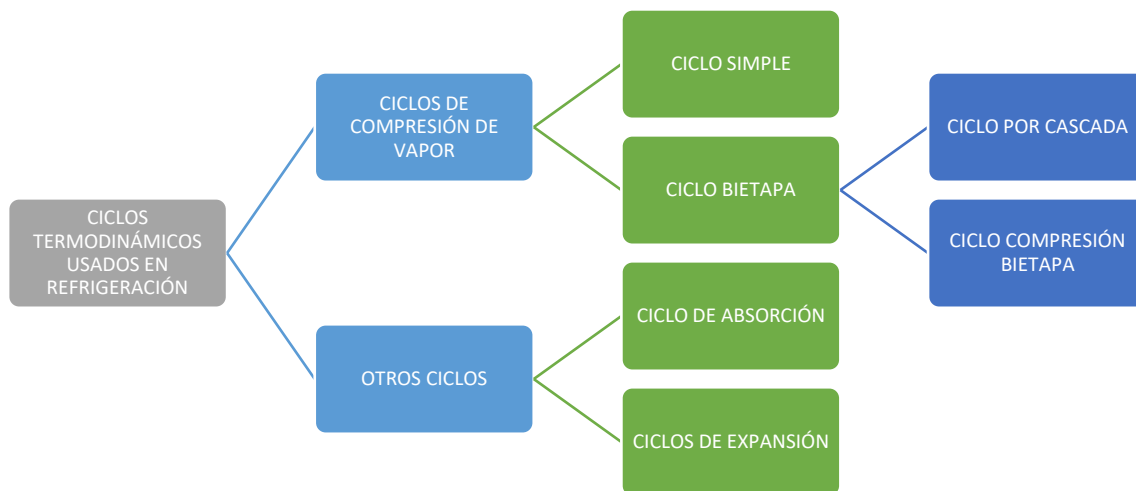 CICLOS
TERMODINÁMICOS
USADOS EN
REFRIGERACIÓN
CICLOS DE
COMPRESIÓN DE
VAPOR
CICLO SIMPLE
CICLO BIETAPA
CICLO POR CASCADA
CICLO COMPRESIÓN
BIETAPA
OTROS CICLOS
CICLO DE ABSORCIÓN
CICLOS DE EXPANSIÓN